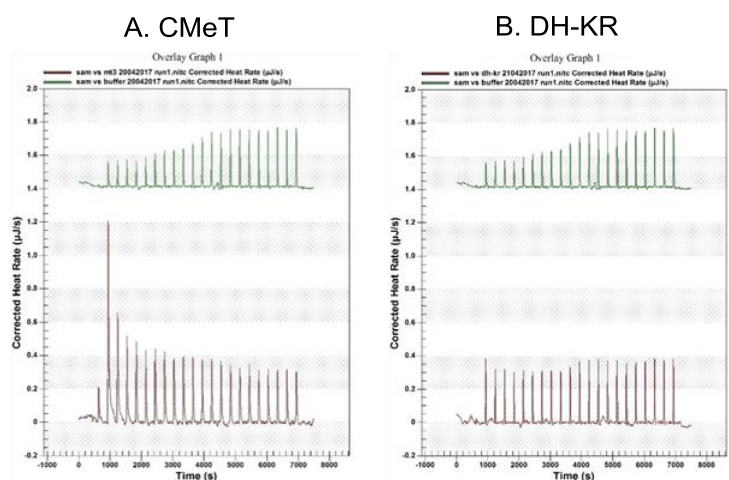 A. CMeT
B. DH-KR
Overlay Graph 1
sam vs mt3 20042017 run1.nitc Corrected Heat Rate (µJ/s)
sam vs buffer 20042017 run1.nitc Corrected Heat Rate (µJ/s)
2.0
1.8
1.6
1.4
1.2
1.0
0.8
0.6
0.4
0.2
0
-0.2
Corrected Heat Rate (µJ/s)
-1000 0 1000 2000 3000 4000 5000 6000 7000 8000
Time (s)
Overlay Graph 1
sam vs dh-kr 21042017 run1.nitc Corrected Heat Rate (µJ/s)
sam vs buffer 20042017 run1.nitc Corrected Heat Rate (µJ/s)
2.0
1.8
1.6
1.4
1.2
1.0
0.8
0.6
0.4
0.2
0
-0.2
Corrected Heat Rate (µJ/s)
-1000 0 1000 2000 3000 4000 5000 6000 7000 8000
Time (s)